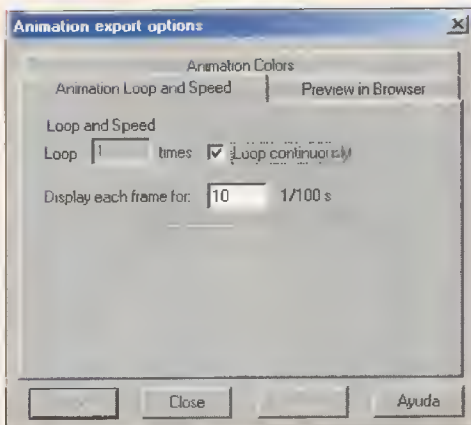 Animation export options
Animation Colors
Animation Loop and Speed
Preview in Browser
Loop and Speed
Loop 1 times Loop continuously
Display each frame for: 10 1/100 s
Close
Ayuda